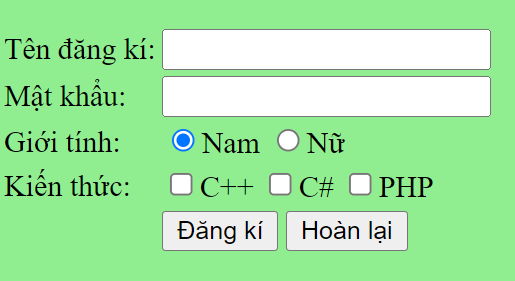 Tên đăng kí:
Mật khẩu:
Giới tính: Nam Nữ
Kiến thức: C++ C# PHP
Đăng kí Hoàn lại